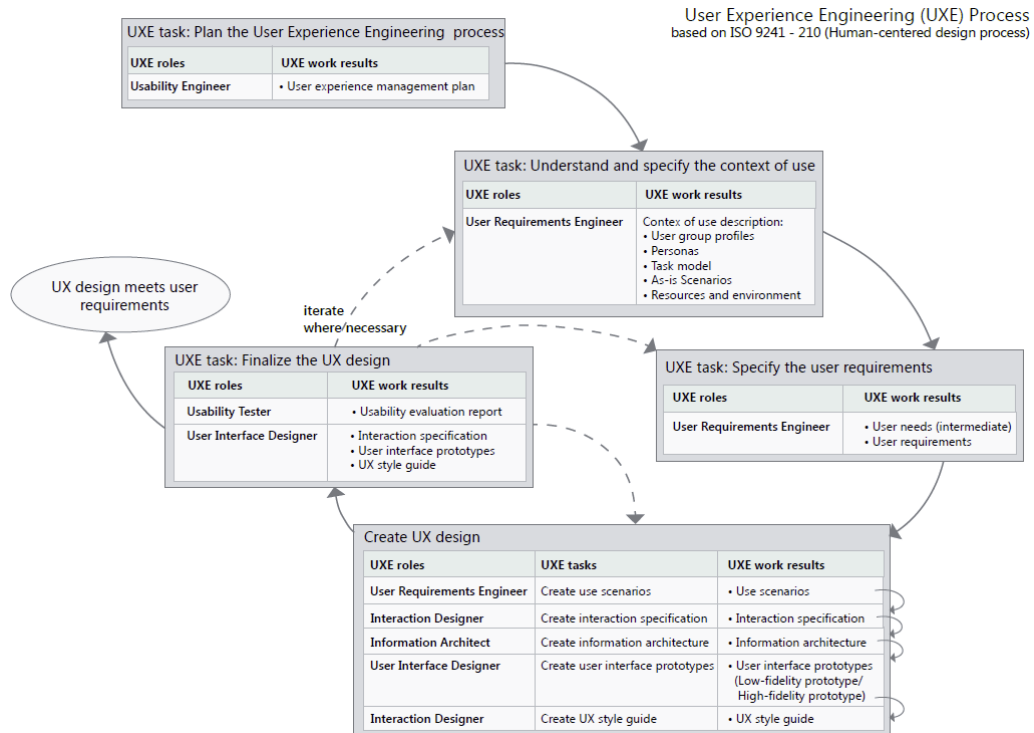 User Experience Engineering (UXE) Process
based on ISO 9241 - 210 (Human-centered design process)
UXE task: Plan the User Experience Engineering process
UXE roles
UXE work results
Usability Engineer
• User experience management plan
UXE task: Understand and specify the context of use
UXE roles
UXE work results
User Requirements Engineer
Contex of use description:
• User group profiles
• Personas
• Task model
• As-is Scenarios
• Resources and environment
UX design meets user
requirements
iterate
where necessary
UXE task: Finalize the UX design
UXE roles
UXE work results
Usability Tester
• Usability evaluation report
User Interface Designer
• Interaction specification
• User interface prototypes
• UX style guide
UXE task: Specify the user requirements
UXE roles
UXE work results
User Requirements Engineer
• User needs (intermediate)
• User requirements
Create UX design
UXE roles
UXE tasks
UXE work results
User Requirements Engineer
Create use scenarios
• Use scenarios
Interaction Designer
Create interaction specification
• Interaction specification
Information Architect
Create information architecture
• Information architecture
User Interface Designer
Create user interface prototypes
• User interface prototypes
(Low-fidelity prototype/
High-fidelity prototype)
Interaction Designer
Create UX style guide
• UX style guide